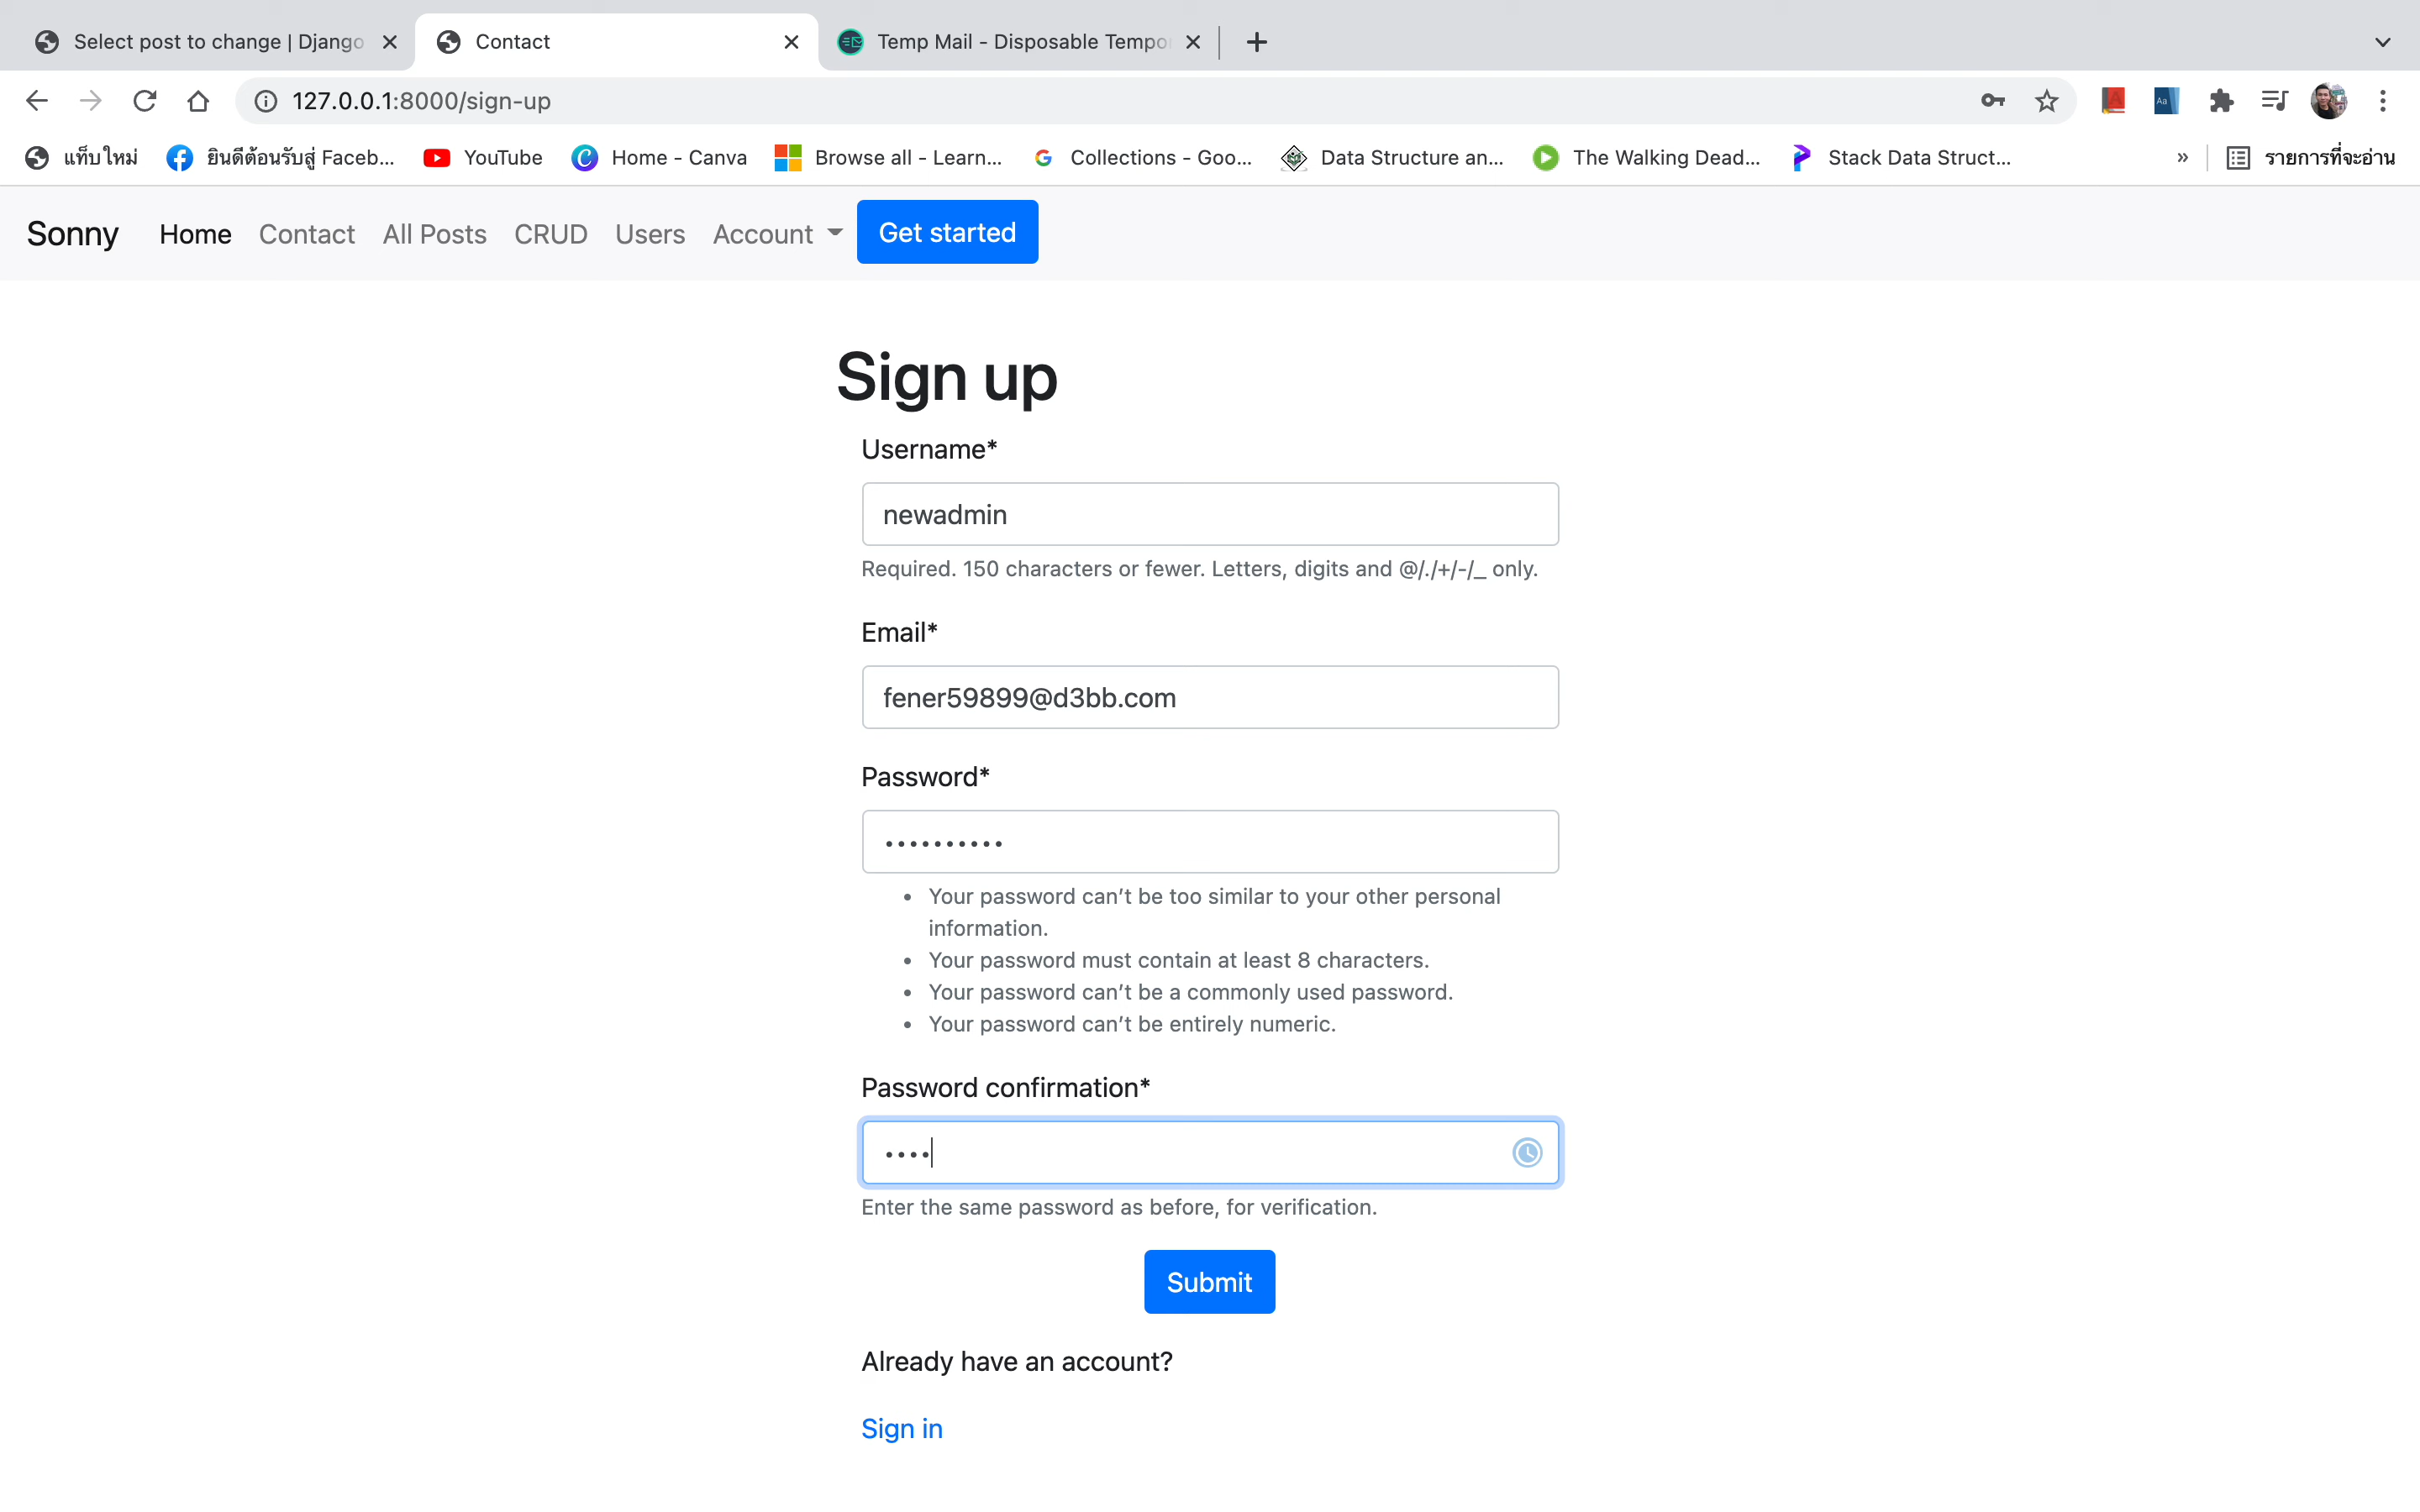 Select post to change | Django
Contact
Temp Mail - Disposable Tempor
127.0.0.1:8000/sign-up
แท็บใหม่
ยินดีต้อนรับสู่ Faceb...
YouTube
Home - Canva
Browse all - Learn...
Collections - Goo...
Data Structure an...
The Walking Dead...
Stack Data Struct...
»
รายการที่จะอ่าน
Sonny
Home
Contact
All Posts
CRUD
Users
Account
Get started
Sign up
Username*
newadmin
Required. 150 characters or fewer. Letters, digits and @/./+/-/_ only.
Email*
fener59899@d3bb.com
Password*
••••••••••
• Your password can’t be too similar to your other personal
information.
• Your password must contain at least 8 characters.
• Your password can’t be a commonly used password.
• Your password can’t be entirely numeric.
Password confirmation*
••••
Enter the same password as before, for verification.
Submit
Already have an account?
Sign in